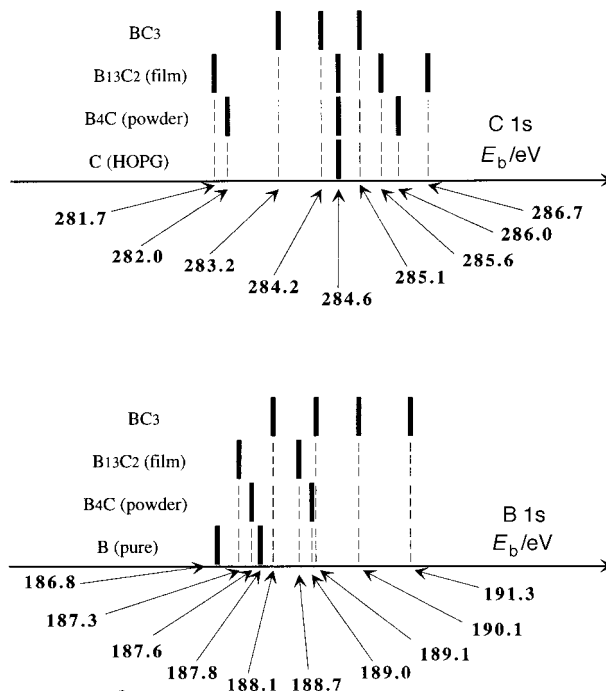 BC3
B13C2 (film)
B4C (powder)
C (HOPG)
C 1s
Eb/eV
281.7
282.0
283.2
284.2
284.6
285.1
285.6
286.0
286.7
BC3
B13C2 (film)
B4C (powder)
B (pure)
B 1s
Eb/eV
186.8
187.3
187.6
187.8
188.1
188.7
189.0
189.1
190.1
191.3